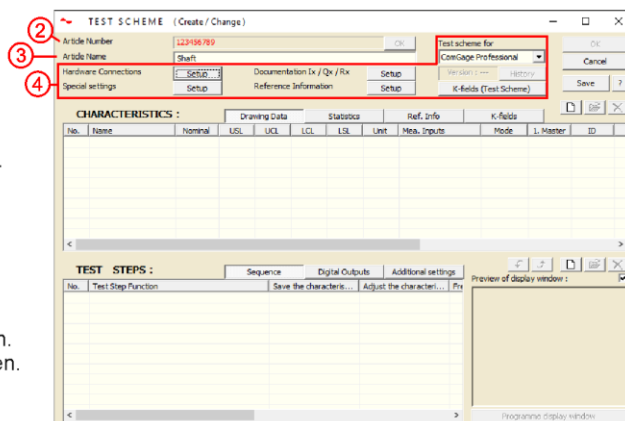 TEST SCHEME (Create / Change)
②
Article Number 123456789 OK
Test scheme for
OK
③
Article Name Shaft
ComGage Professional
Cancel
④
Hardware Connections Setup Documentation Ix / Qx / Rx Setup
Version : --- History
Special settings Setup Reference Information Setup
K-fields (Test Scheme)
Save ?
CHARACTERISTICS :
Drawing Data Statistics Ref. Info K-fields
No. Name Nominal USL UCL LCL LSL Unit Mea. Inputs Mode 1. Master ID
TEST STEPS :
Sequence Digital Outputs Additional settings
Preview of display window :
No. Test Step Function Save the characteris... Adjust the characteri... Fre
n.
en.
Programme display window